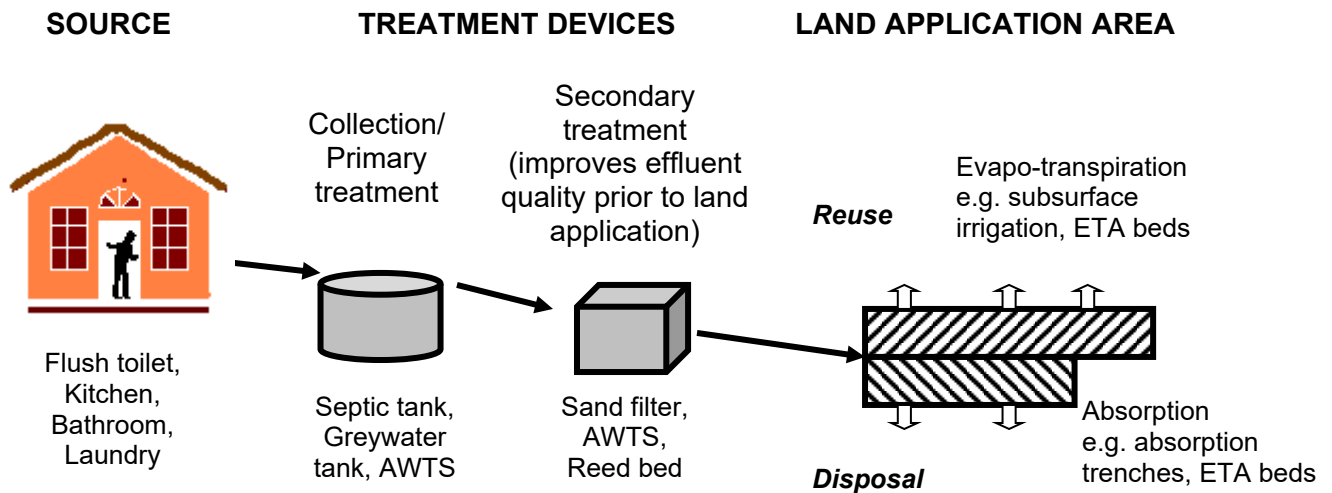 SOURCE
TREATMENT DEVICES
LAND APPLICATION AREA
Collection/
Primary
treatment
Secondary
treatment
(improves effluent
quality prior to land
application)
Reuse
Evapo-transpiration
e.g. subsurface
irrigation, ETA beds
Flush toilet,
Kitchen,
Bathroom,
Laundry
Septic tank,
Greywater
tank, AWTS
Sand filter,
AWTS,
Reed bed
Disposal
Absorption
e.g. absorption
trenches, ETA beds